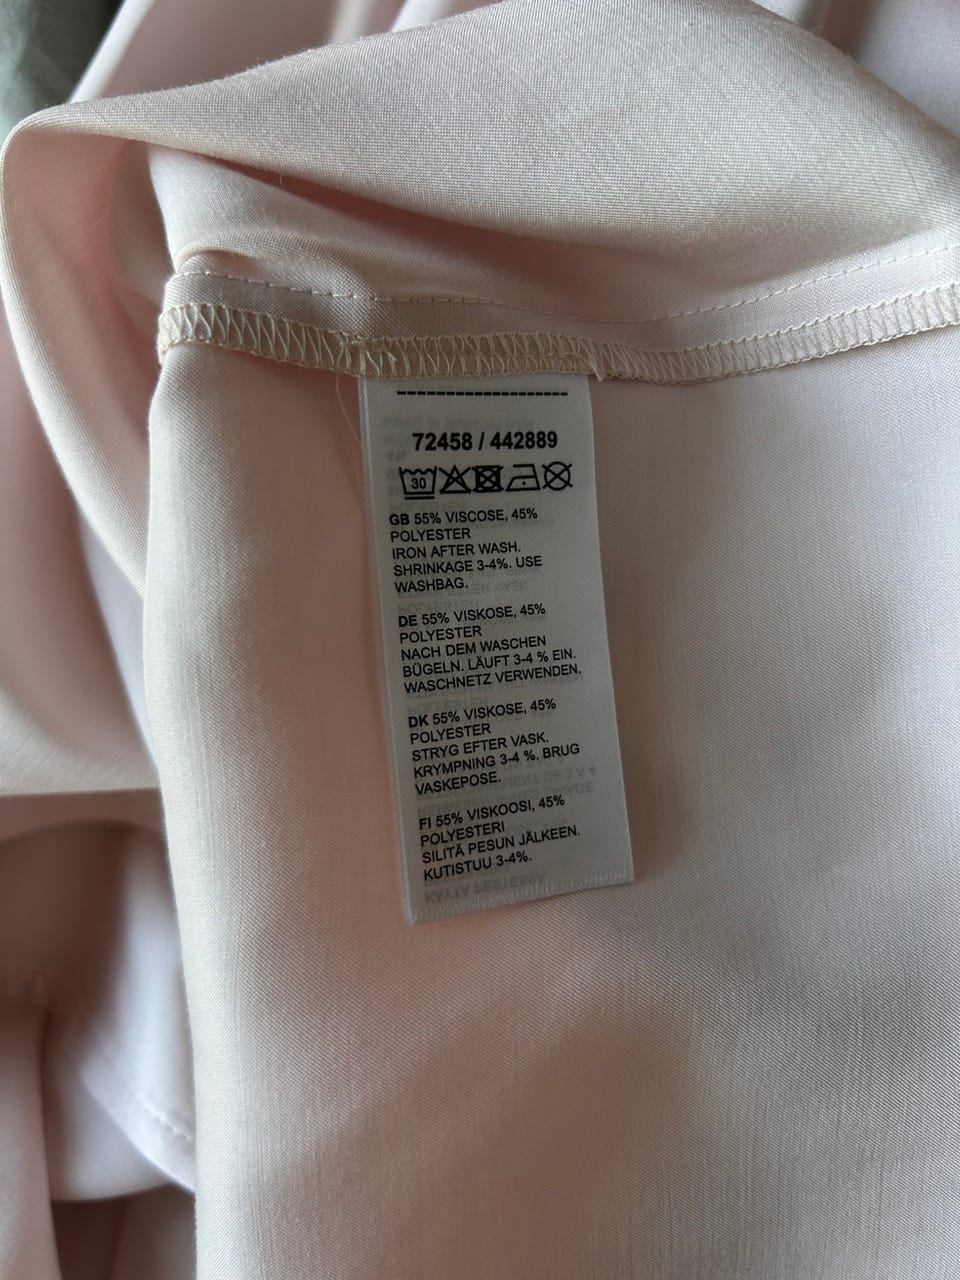 72458 / 442889
30
GB 55% VISCOSE, 45%
POLYESTER
IRON AFTER WASH.
SHRINKAGE 3-4%. USE
WASHBAG.
DE 55% VISKOSE, 45%
POLYESTER
NACH DEM WASCHEN
BÜGELN. LÄUFT 3-4 % EIN.
WASCHNETZ VERWENDEN.
DK 55% VISKOSE, 45%
POLYESTER
STRYG EFTER VASK.
KRYMPNING 3-4 %. BRUG
VASKEPOSE.
FI 55% VISKOOSI, 45%
POLYESTERI
SILITÄ PESUN JÄLKEEN.
KUTISTUU 3-4%.